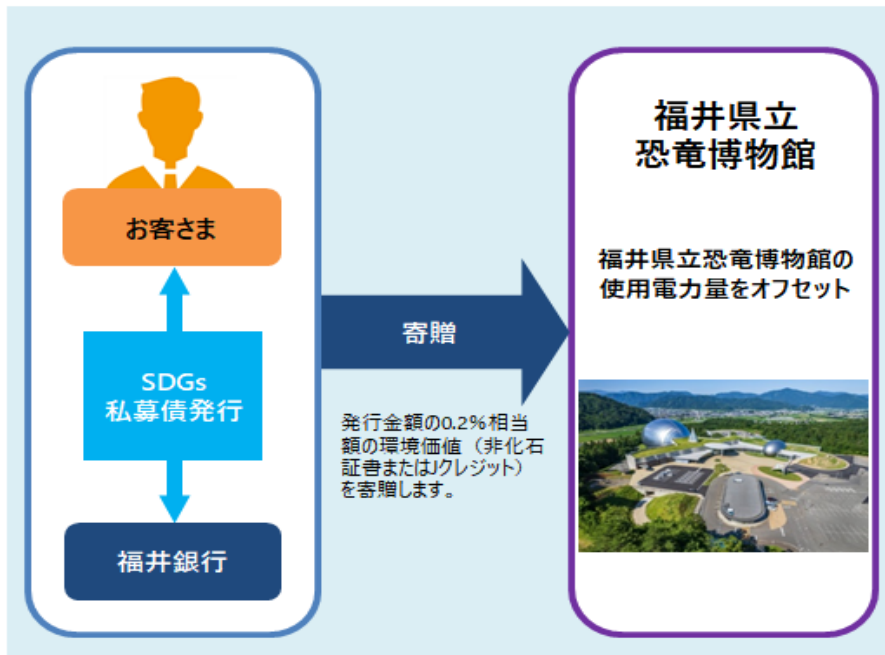 お客さま
SDGs
私募債発行
福井銀行
寄贈
発行金額の0.2%相当
額の環境価値（非化石
証書またはJクレジット）
を寄贈します。
福井県立
恐竜博物館
福井県立恐竜博物館の
使用電力量をオフセット